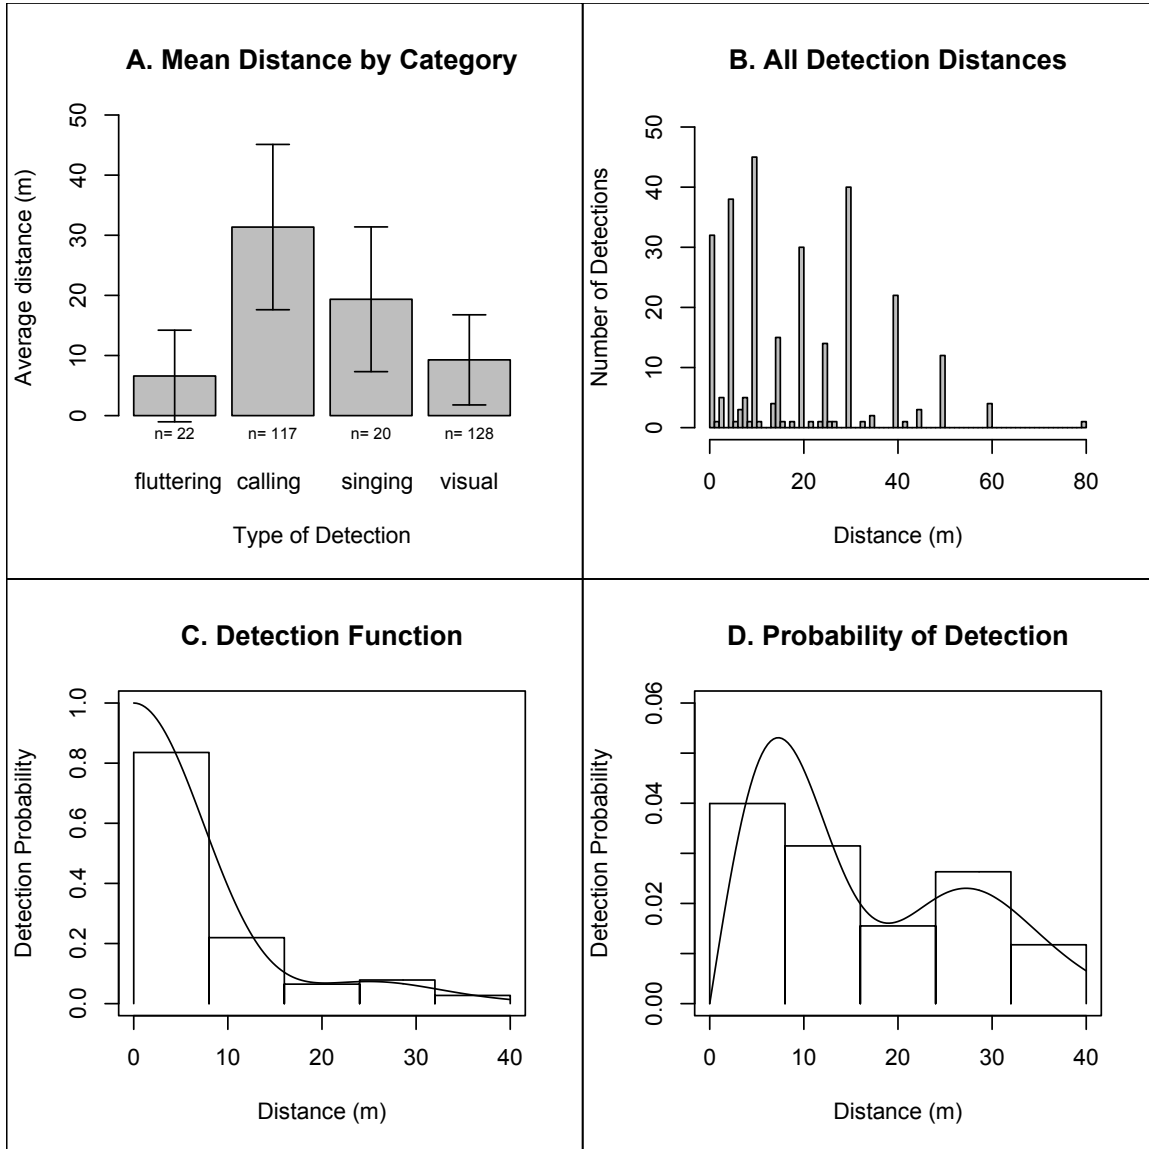 A. Mean Distance by Category
Average distance (m)
50
40
30
20
10
0
n= 22 n= 117 n= 20 n= 128
fluttering calling singing visual
Type of Detection
B. All Detection Distances
Number of Detections
50
40
30
20
10
0
0 20 40 60 80
Distance (m)
C. Detection Function
Detection Probability
1.0
0.8
0.6
0.4
0.2
0.0
0 10 20 30 40
Distance (m)
D. Probability of Detection
Detection Probability
0.06
0.04
0.02
0.00
0 10 20 30 40
Distance (m)